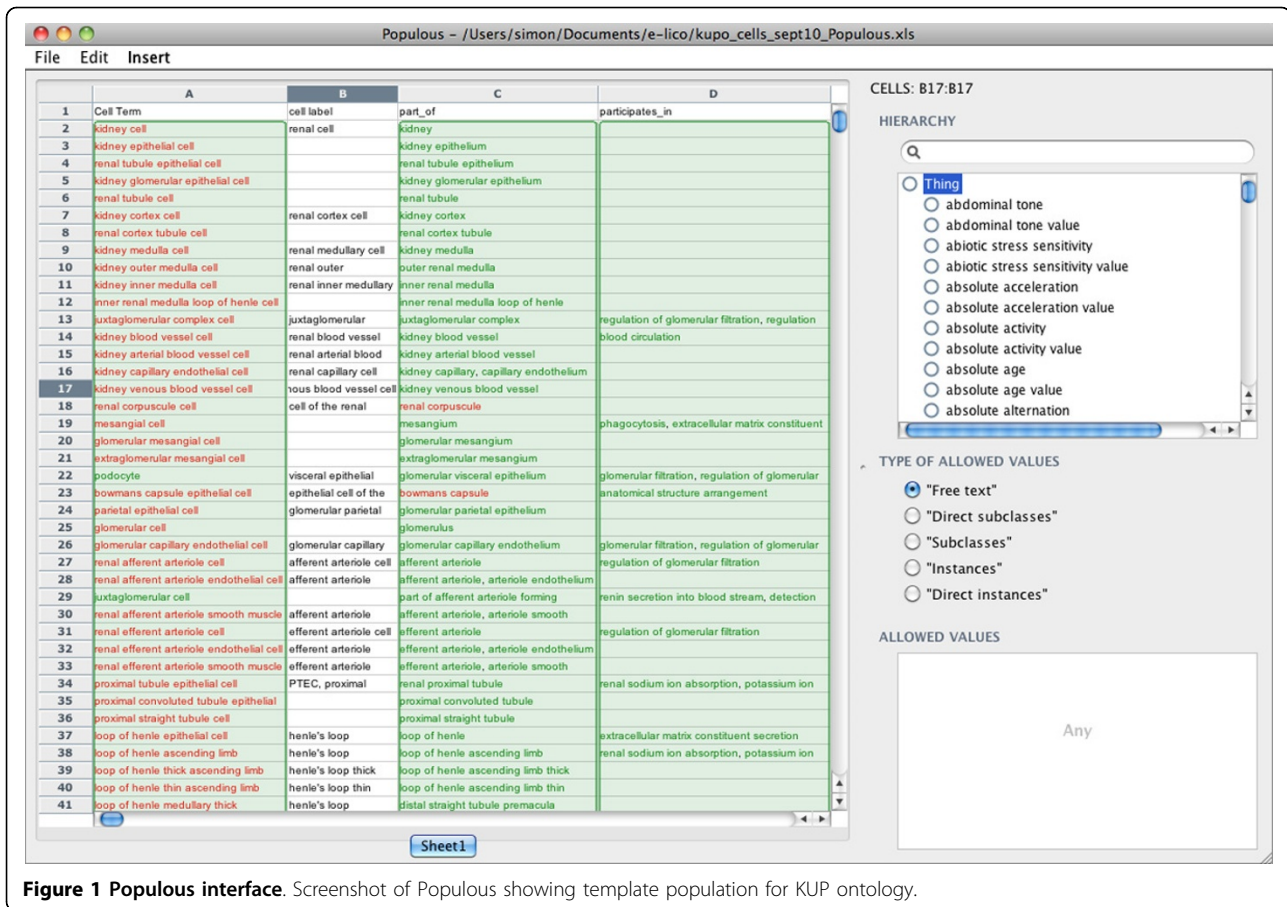 Populous - /Users/simon/Documents/e-lico/kupo_cells_sept10_Populous.xls
File Edit Insert
A B C D
1 Cell Term cell label part_of participates_in
2 kidney cell renal cell kidney
3 kidney epithelial cell kidney epithelium
4 renal tubule epithelial cell renal tubule epithelium
5 kidney glomerular epithelial cell kidney glomerular epithelium
6 renal tubule cell renal tubule
7 kidney cortex cell renal cortex cell kidney cortex
8 renal cortex tubule cell renal cortex tubule
9 kidney medulla cell renal medullary cell kidney medulla
10 kidney outer medulla cell renal outer outer renal medulla
11 kidney inner medulla cell renal inner medullary inner renal medulla
12 inner renal medulla loop of henle cell inner renal medulla loop of henle
13 juxtaglomerular complex cell juxtaglomerular juxtaglomerular complex regulation of glomerular filtration, regulation
14 kidney blood vessel cell renal blood vessel kidney blood vessel blood circulation
15 kidney arterial blood vessel cell renal arterial blood kidney arterial blood vessel
16 kidney capillary endothelial cell renal capillary cell kidney capillary, capillary endothelium
17 kidney venous blood vessel cell nous blood vessel cell kidney venous blood vessel
18 renal corpuscule cell cell of the renal renal corpuscule
19 mesangial cell mesangium phagocytosis, extracellular matrix constituent
20 glomerular mesangial cell glomerular mesangium
21 extraglomerular mesangial cell extraglomerular mesangium
22 podocyte visceral epithelial glomerular visceral epithelium glomerular filtration, regulation of glomerular
23 bowmans capsule epithelial cell epithelial cell of the bowmans capsule anatomical structure arrangement
24 parietal epithelial cell glomerular parietal glomerular parietal epithelium
25 glomerular cell glomerulus
26 glomerular capillary endothelial cell glomerular capillary glomerular capillary endothelium glomerular filtration, regulation of glomerular
27 renal afferent arteriole cell afferent arteriole cell afferent arteriole regulation of glomerular filtration
28 renal afferent arteriole endothelial cell afferent arteriole afferent arteriole, arteriole endothelium
29 juxtaglomerular cell part of afferent arteriole forming renin secretion into blood stream, detection
30 renal afferent arteriole smooth muscle afferent arteriole afferent arteriole, arteriole smooth
31 renal efferent arteriole cell efferent arteriole cell efferent arteriole regulation of glomerular filtration
32 renal efferent arteriole endothelial cell efferent arteriole efferent arteriole, arteriole endothelium
33 renal efferent arteriole smooth muscle efferent arteriole efferent arteriole, arteriole smooth
34 proximal tubule epithelial cell PTEC, proximal renal proximal tubule renal sodium ion absorption, potassium ion
35 proximal convoluted tubule epithelial proximal convoluted tubule
36 proximal straight tubule cell proximal straight tubule
37 loop of henle epithelial cell henle's loop loop of henle extracellular matrix constituent secretion
38 loop of henle ascending limb henle's loop loop of henle ascending limb renal sodium ion absorption, potassium ion
39 loop of henle thick ascending limb henle's loop thick loop of henle ascending limb thick
40 loop of henle thin ascending limb henle's loop thin loop of henle ascending limb thin
41 loop of henle medullary thick henle's loop distal straight tubule premacula
Sheet1
CELLS: B17:B17
HIERARCHY
Thing
abdominal tone
abdominal tone value
abiotic stress sensitivity
abiotic stress sensitivity value
absolute acceleration
absolute acceleration value
absolute activity
absolute activity value
absolute age
absolute age value
absolute alternation
TYPE OF ALLOWED VALUES
"Free text"
"Direct subclasses"
"Subclasses"
"Instances"
"Direct instances"
ALLOWED VALUES
Any
Figure 1 Populous interface. Screenshot of Populous showing template population for KUP ontology.